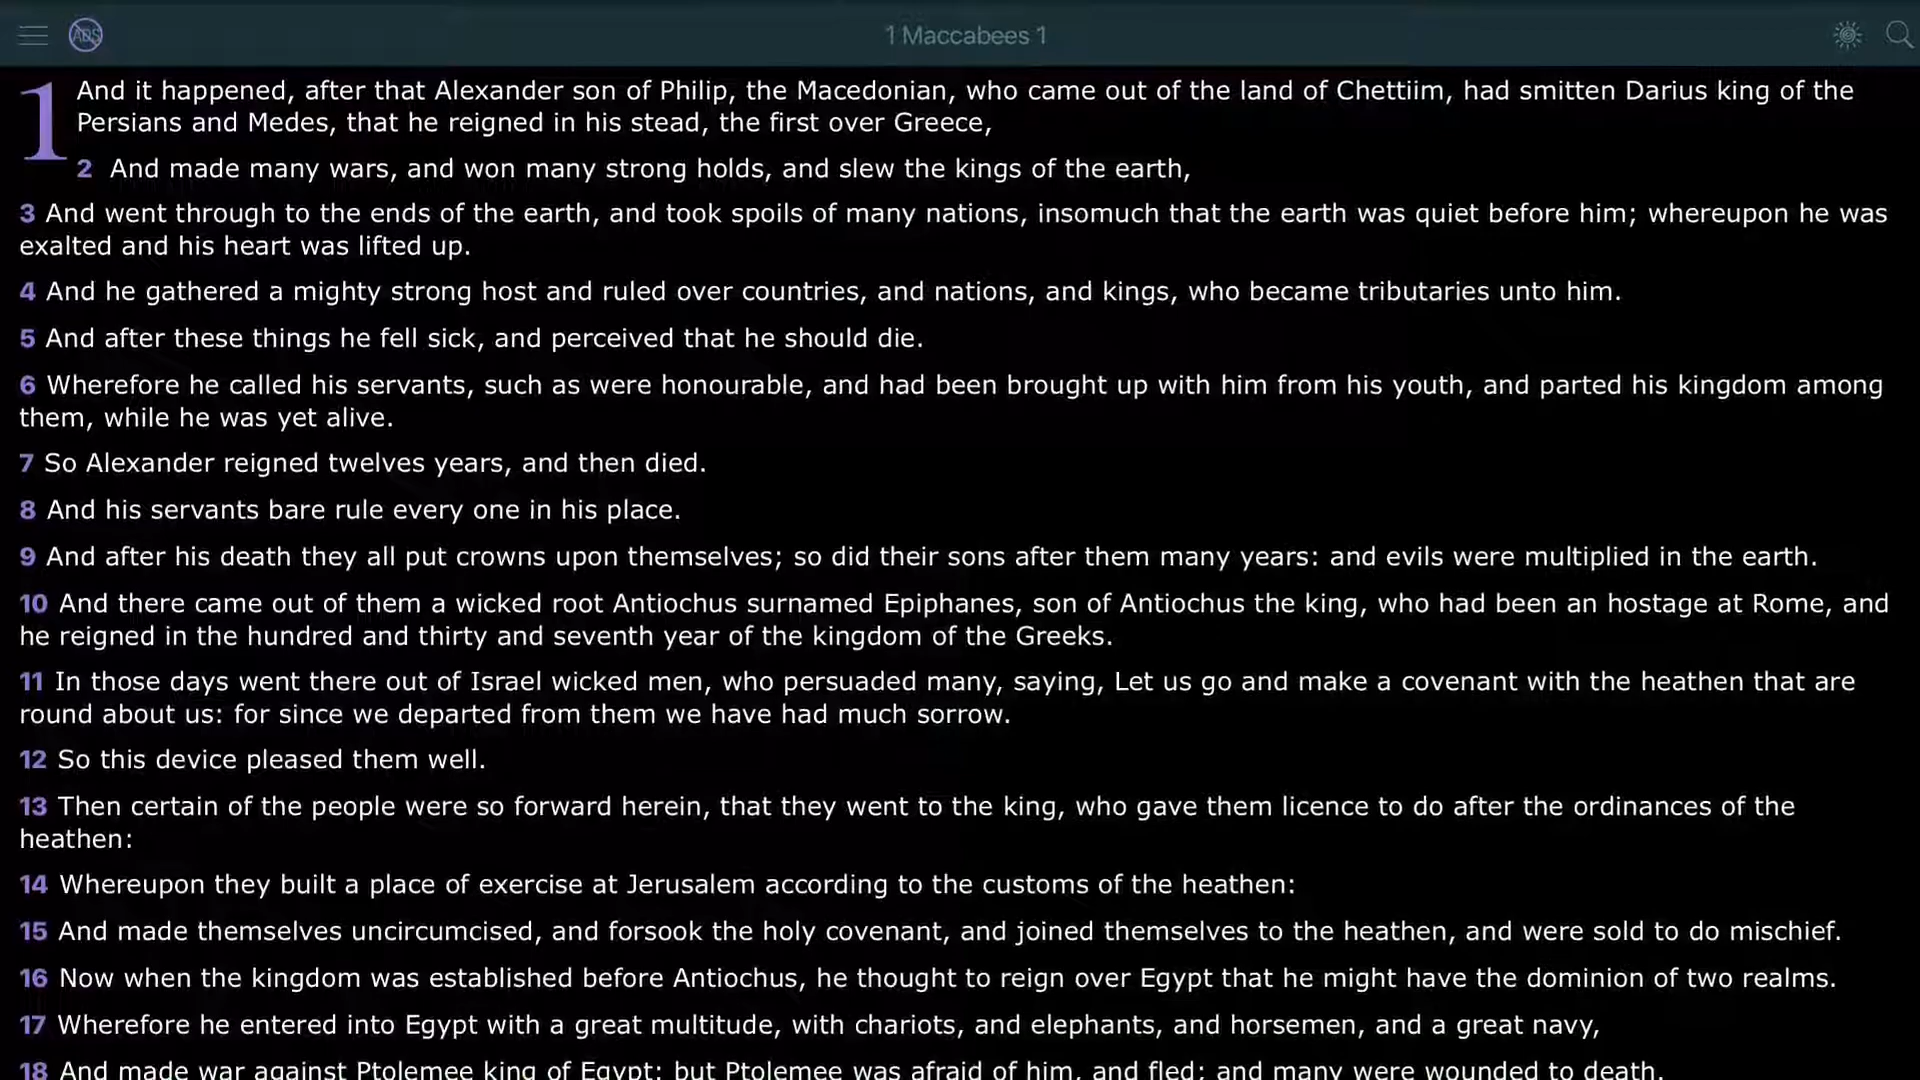 ADS
1 Maccabees 1
1 And it happened, after that Alexander son of Philip, the Macedonian, who came out of the land of Chettiim, had smitten Darius king of the
Persians and Medes, that he reigned in his stead, the first over Greece,
2 And made many wars, and won many strong holds, and slew the kings of the earth,
3 And went through to the ends of the earth, and took spoils of many nations, insomuch that the earth was quiet before him; whereupon he was
exalted and his heart was lifted up.
4 And he gathered a mighty strong host and ruled over countries, and nations, and kings, who became tributaries unto him.
5 And after these things he fell sick, and perceived that he should die.
6 Wherefore he called his servants, such as were honourable, and had been brought up with him from his youth, and parted his kingdom among
them, while he was yet alive.
7 So Alexander reigned twelves years, and then died.
8 And his servants bare rule every one in his place.
9 And after his death they all put crowns upon themselves; so did their sons after them many years: and evils were multiplied in the earth.
10 And there came out of them a wicked root Antiochus surnamed Epiphanes, son of Antiochus the king, who had been an hostage at Rome, and
he reigned in the hundred and thirty and seventh year of the kingdom of the Greeks.
11 In those days went there out of Israel wicked men, who persuaded many, saying, Let us go and make a covenant with the heathen that are
round about us: for since we departed from them we have had much sorrow.
12 So this device pleased them well.
13 Then certain of the people were so forward herein, that they went to the king, who gave them licence to do after the ordinances of the
heathen:
14 Whereupon they built a place of exercise at Jerusalem according to the customs of the heathen:
15 And made themselves uncircumcised, and forsook the holy covenant, and joined themselves to the heathen, and were sold to do mischief.
16 Now when the kingdom was established before Antiochus, he thought to reign over Egypt that he might have the dominion of two realms.
17 Wherefore he entered into Egypt with a great multitude, with chariots, and elephants, and horsemen, and a great navy,
18 And made war against Ptolemee king of Egypt: but Ptolemee was afraid of him, and fled; and many were wounded to death.